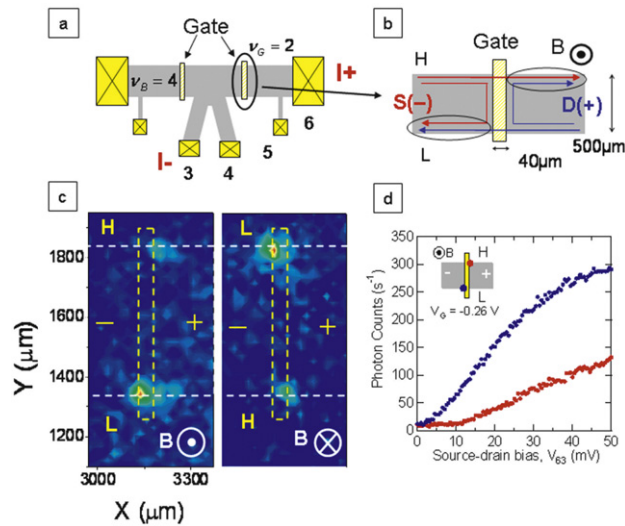 a
Gate
ν_G = 2
ν_B = 4
I+
I-
3
4
5
6
b
Gate
B
H
S(−)
D(+)
L
40μm
500μm
c
H
L
1800
1600
1400
1200
Y (μm)
−
+
−
+
L
H
B
B
3000
3300
X (μm)
d
350
300
250
200
150
100
50
0
Photon Counts (s⁻¹)
B
H
-
+
L
V_G = -0.26 V
0
10
20
30
40
50
Source-drain bias, V₆₃ (mV)